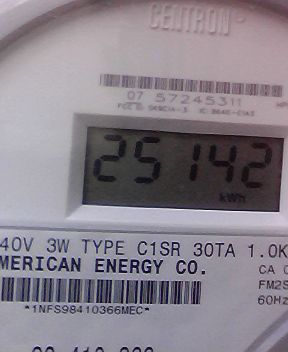 CENTRON
07 57245311
25142
kWh
40V 3W TYPE C1SR 30TA 1.0K
MERICAN ENERGY CO.
CA
FM2S
60Hz
*1NFS98410366MEC*